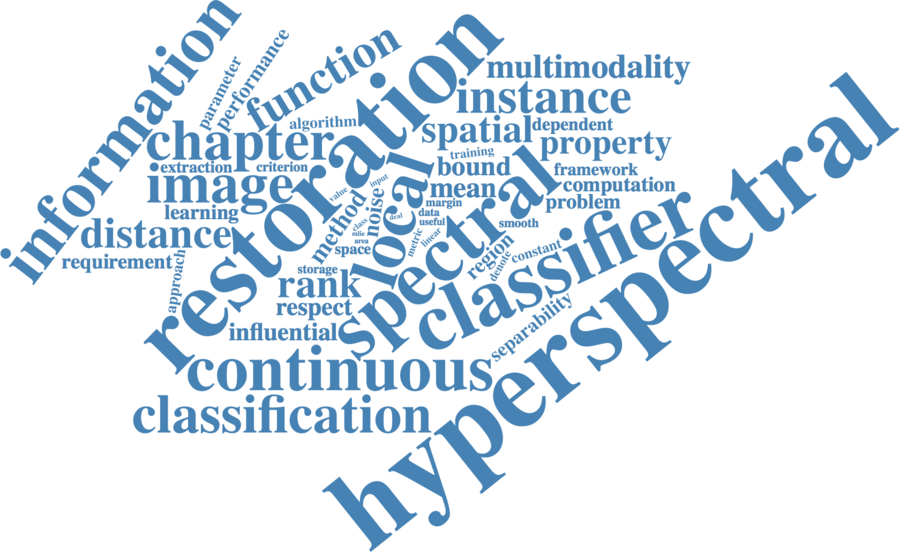 information
parameter
performance
function
restoration
multimodality
instance
algorithm
chapter
spatial
dependent
property
extraction
criterion
training
bound
framework
image
value
input
mean
computation
learning
method
noise
local
margin
problem
distance
class
deal
data
useful
smooth
mile
area
space
metric
linear
requirement
approach
storage
spectral
region
denote
constant
classifier
rank
respect
influential
separability
continuous
classification
hyperspectral